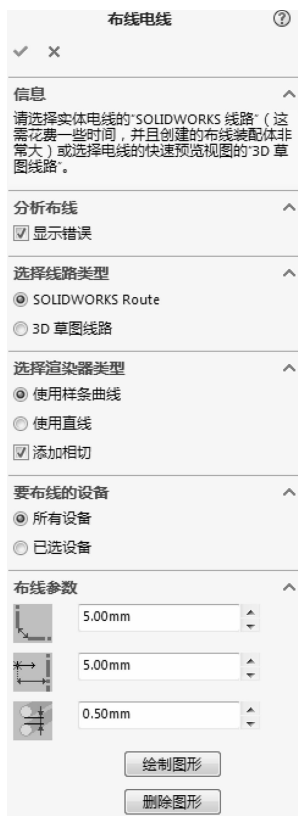 布线电线
信息
请选择实体电线的“SOLIDWORKS 线路”（这
需花费一些时间，并且创建的布线装配体非
常大）或选择电线的快速预览视图的“3D 草
图线路”。
分析布线
显示错误
选择线路类型
SOLIDWORKS Route
3D 草图线路
选择渲染器类型
使用样条曲线
使用直线
添加相切
要布线的设备
所有设备
已选设备
布线参数
5.00mm
5.00mm
0.50mm
绘制图形
删除图形